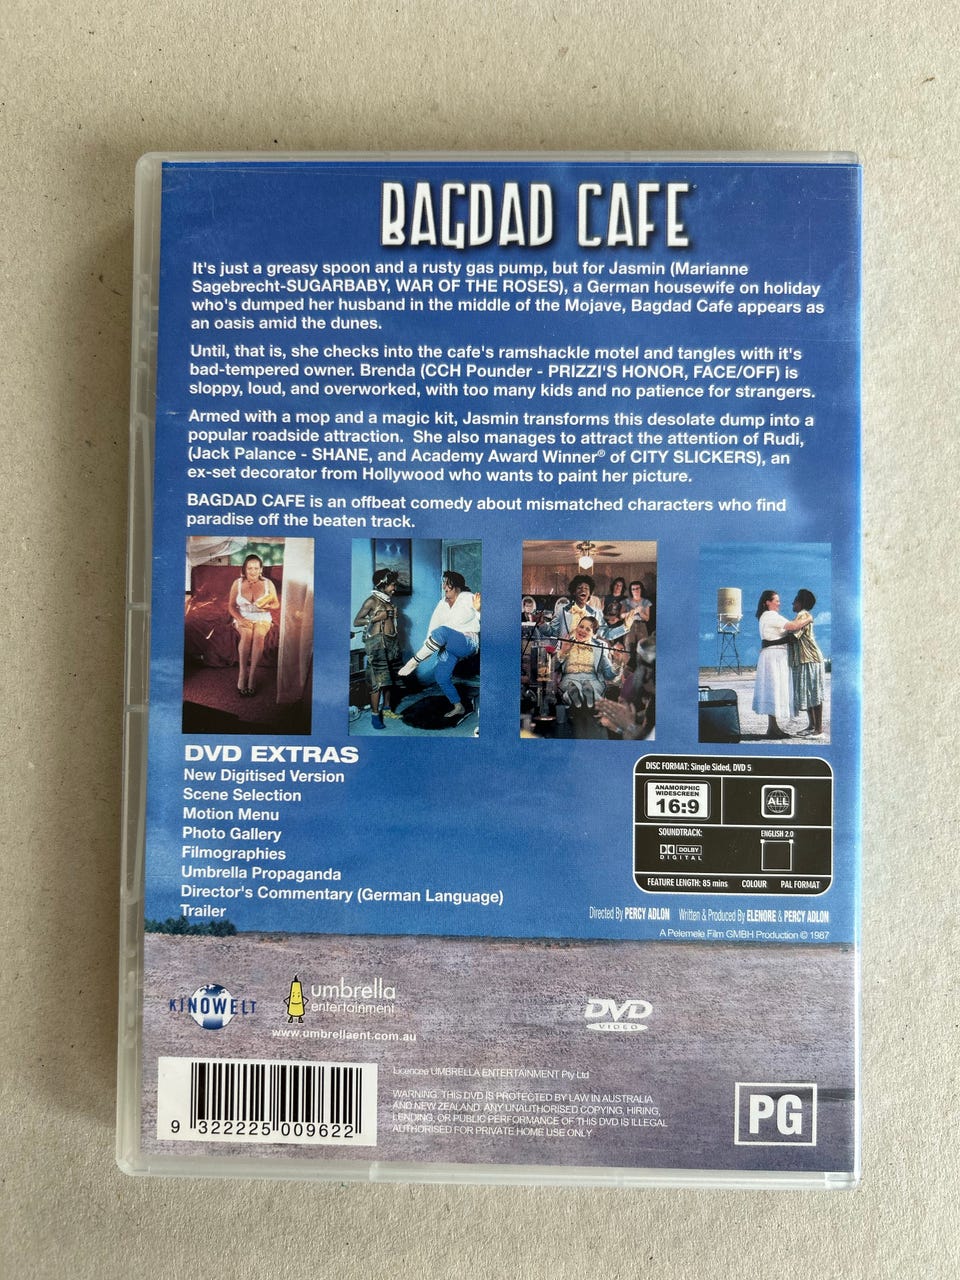 BAGDAD CAFE
It's just a greasy spoon and a rusty gas pump, but for Jasmin (Marianne
Sagebrecht-SUGARBABY, WAR OF THE ROSES), a German housewife on holiday
who's dumped her husband in the middle of the Mojave, Bagdad Cafe appears as
an oasis amid the dunes.
Until, that is, she checks into the cafe's ramshackle motel and tangles with it's
bad-tempered owner. Brenda (CCH Pounder - PRIZZI'S HONOR, FACE/OFF) is
sloppy, loud, and overworked, with too many kids and no patience for strangers.
Armed with a mop and a magic kit, Jasmin transforms this desolate dump into a
popular roadside attraction. She also manages to attract the attention of Rudi,
(Jack Palance - SHANE, and Academy Award Winner® of CITY SLICKERS), an
ex-set decorator from Hollywood who wants to paint her picture.
BAGDAD CAFE is an offbeat comedy about mismatched characters who find
paradise off the beaten track.
DVD EXTRAS
New Digitised Version
Scene Selection
Motion Menu
Photo Gallery
Filmographies
Umbrella Propaganda
Director's Commentary (German Language)
Trailer
DISC FORMAT: Single Sided, DVD 5
ANAMORPHIC
WIDESCREEN
16:9
ALL
SOUNDTRACK:
ENGLISH 2.0
DOLBY
DIGITAL
FEATURE LENGTH: 85 mins COLOUR PAL FORMAT
Directed By PERCY ADLON Written & Produced By ELENORE & PERCY ADLON
A Pelemele Film GMBH Production © 1987
KINOWELT
umbrella
entertainment
www.umbrellaent.com.au
DVD
VIDEO
Licencee UMBRELLA ENTERTAINMENT Pty Ltd
WARNING: THIS DVD IS PROTECTED BY LAW IN AUSTRALIA
AND NEW ZEALAND. ANY UNAUTHORISED COPYING, HIRING,
LENDING, OR PUBLIC PERFORMANCE OF THIS DVD IS ILLEGAL
AUTHORISED FOR PRIVATE HOME USE ONLY
PG
9 322225 009622